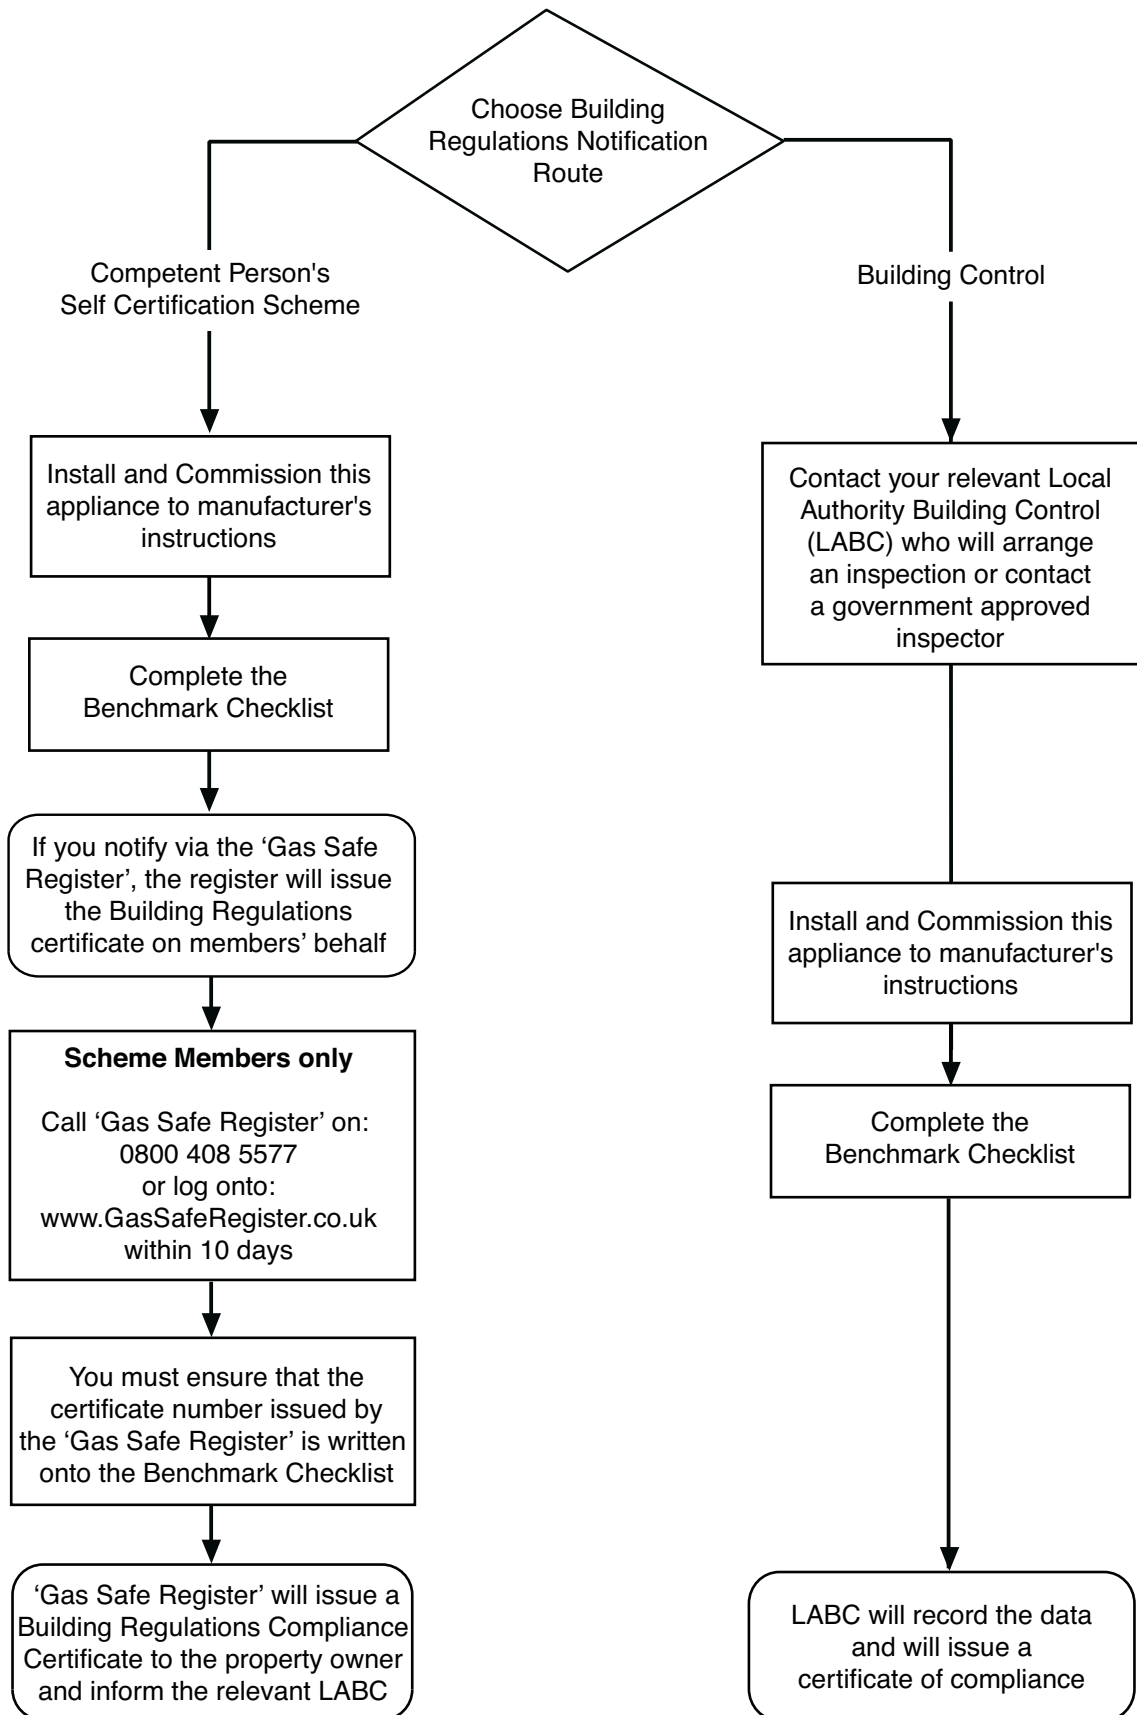 Choose Building
Regulations Notification
Route
Competent Person's
Self Certification Scheme
Building Control
Install and Commission this
appliance to manufacturer's
instructions
Complete the
Benchmark Checklist
If you notify via the ‘Gas Safe
Register’, the register will issue
the Building Regulations
certificate on members’ behalf
Scheme Members only
Call ‘Gas Safe Register’ on:
0800 408 5577
or log onto:
www.GasSafeRegister.co.uk
within 10 days
You must ensure that the
certificate number issued by
the ‘Gas Safe Register’ is written
onto the Benchmark Checklist
‘Gas Safe Register’ will issue a
Building Regulations Compliance
Certificate to the property owner
and inform the relevant LABC
Contact your relevant Local
Authority Building Control
(LABC) who will arrange
an inspection or contact
a government approved
inspector
Install and Commission this
appliance to manufacturer's
instructions
Complete the
Benchmark Checklist
LABC will record the data
and will issue a
certificate of compliance